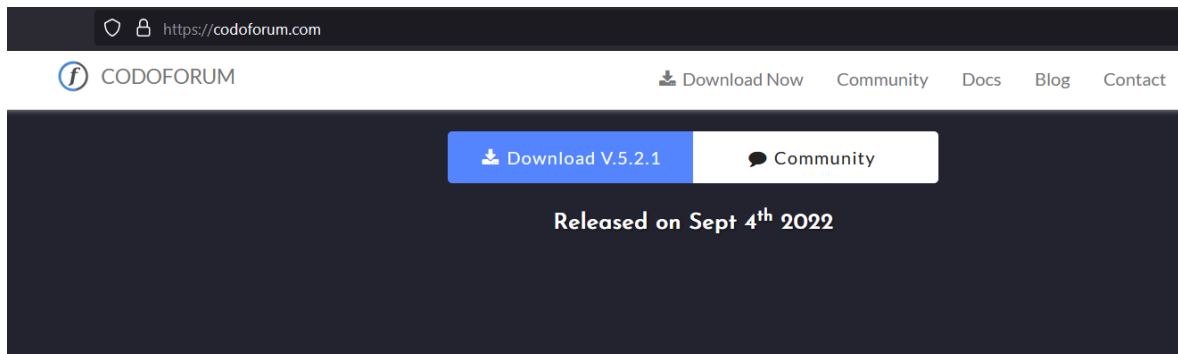 https://codoforum.com
f CODOFORUM Download Now Community Docs Blog Contact
Download V.5.2.1 Community
Released on Sept 4th 2022